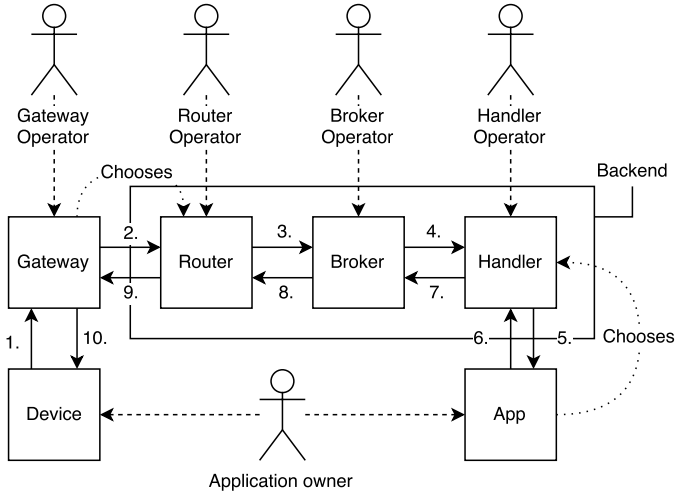 Gateway
Operator
Router
Operator
Broker
Operator
Handler
Operator
Chooses
Backend
2.
3.
4.
Gateway
Router
Broker
Handler
9.
8.
7.
1.
10.
6.
5.
Chooses
Device
App
Application owner